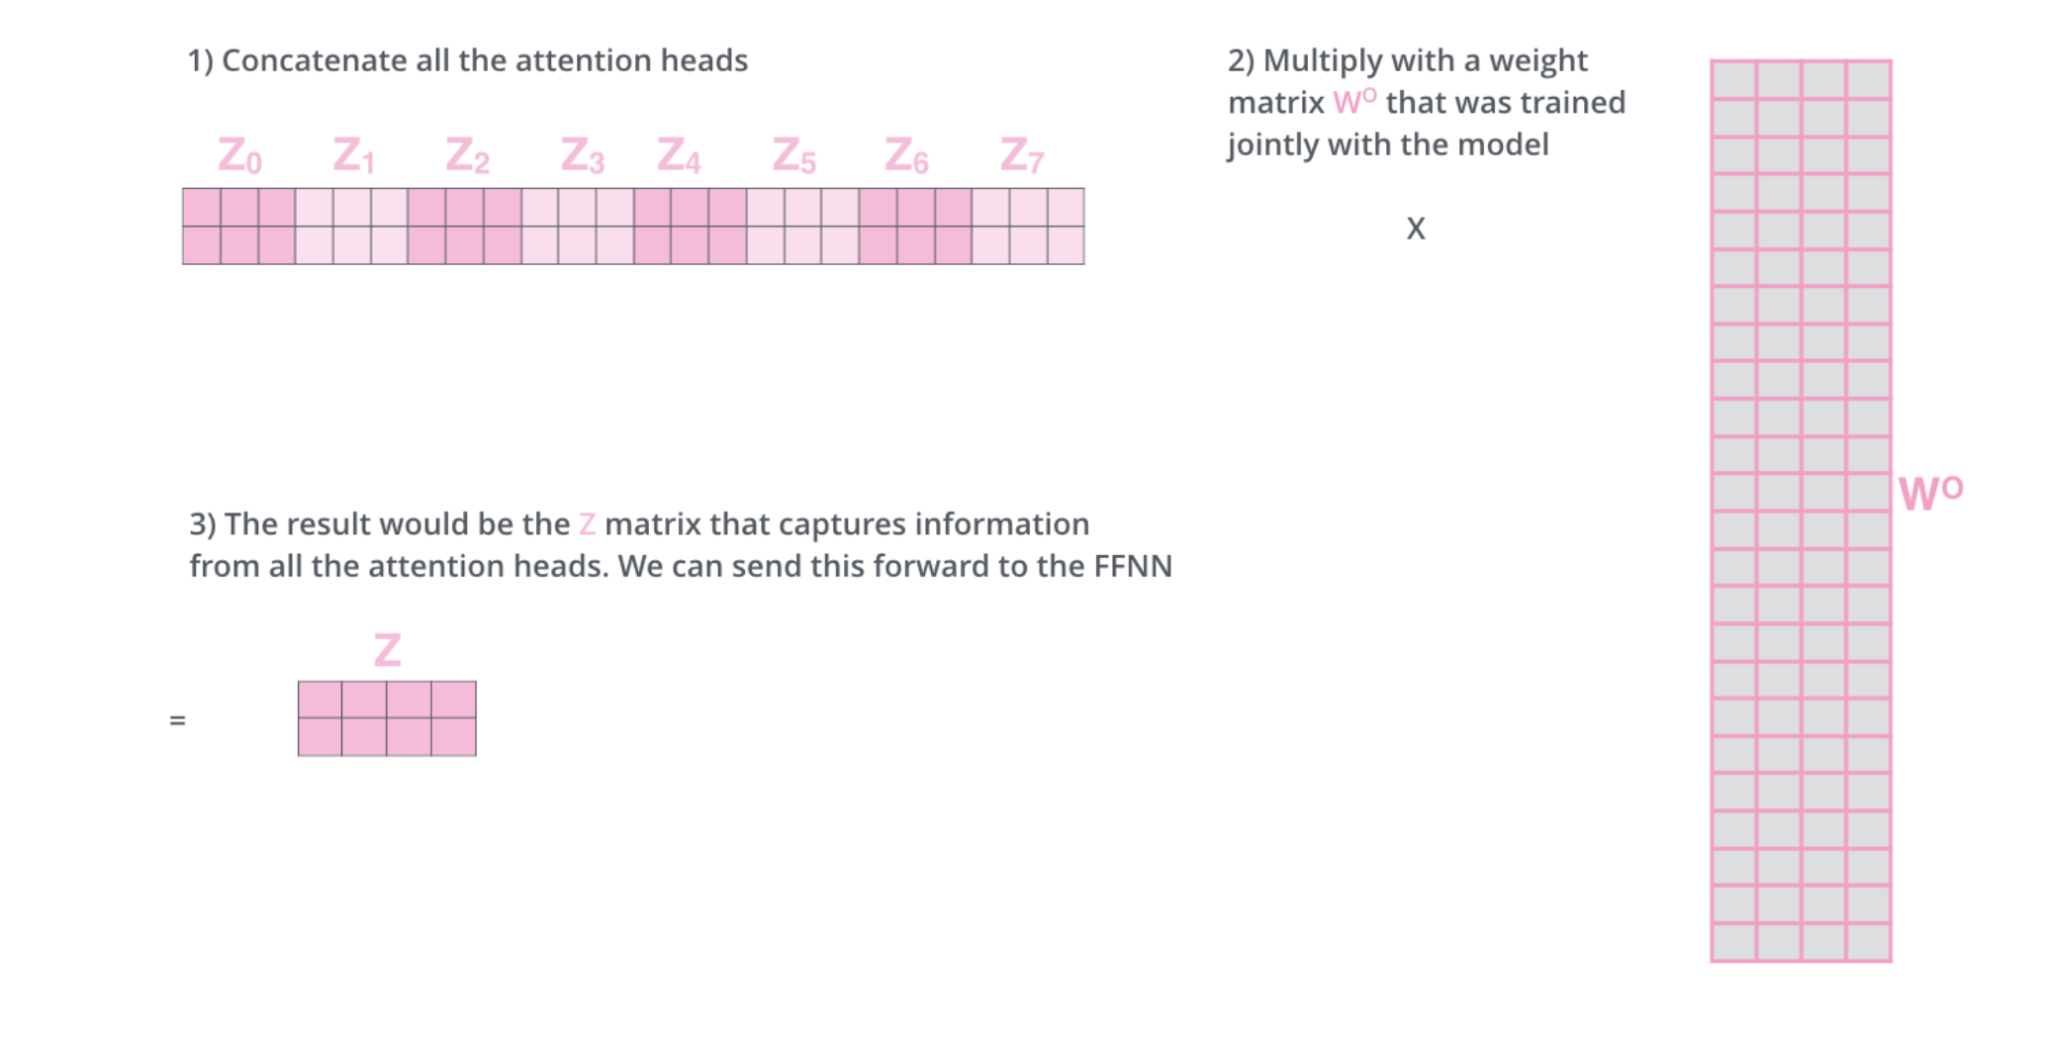 1) Concatenate all the attention heads
Z0 Z1 Z2 Z3 Z4 Z5 Z6 Z7
2) Multiply with a weight
matrix W^O that was trained
jointly with the model
X
W^O
3) The result would be the Z matrix that captures information
from all the attention heads. We can send this forward to the FFNN
Z
=